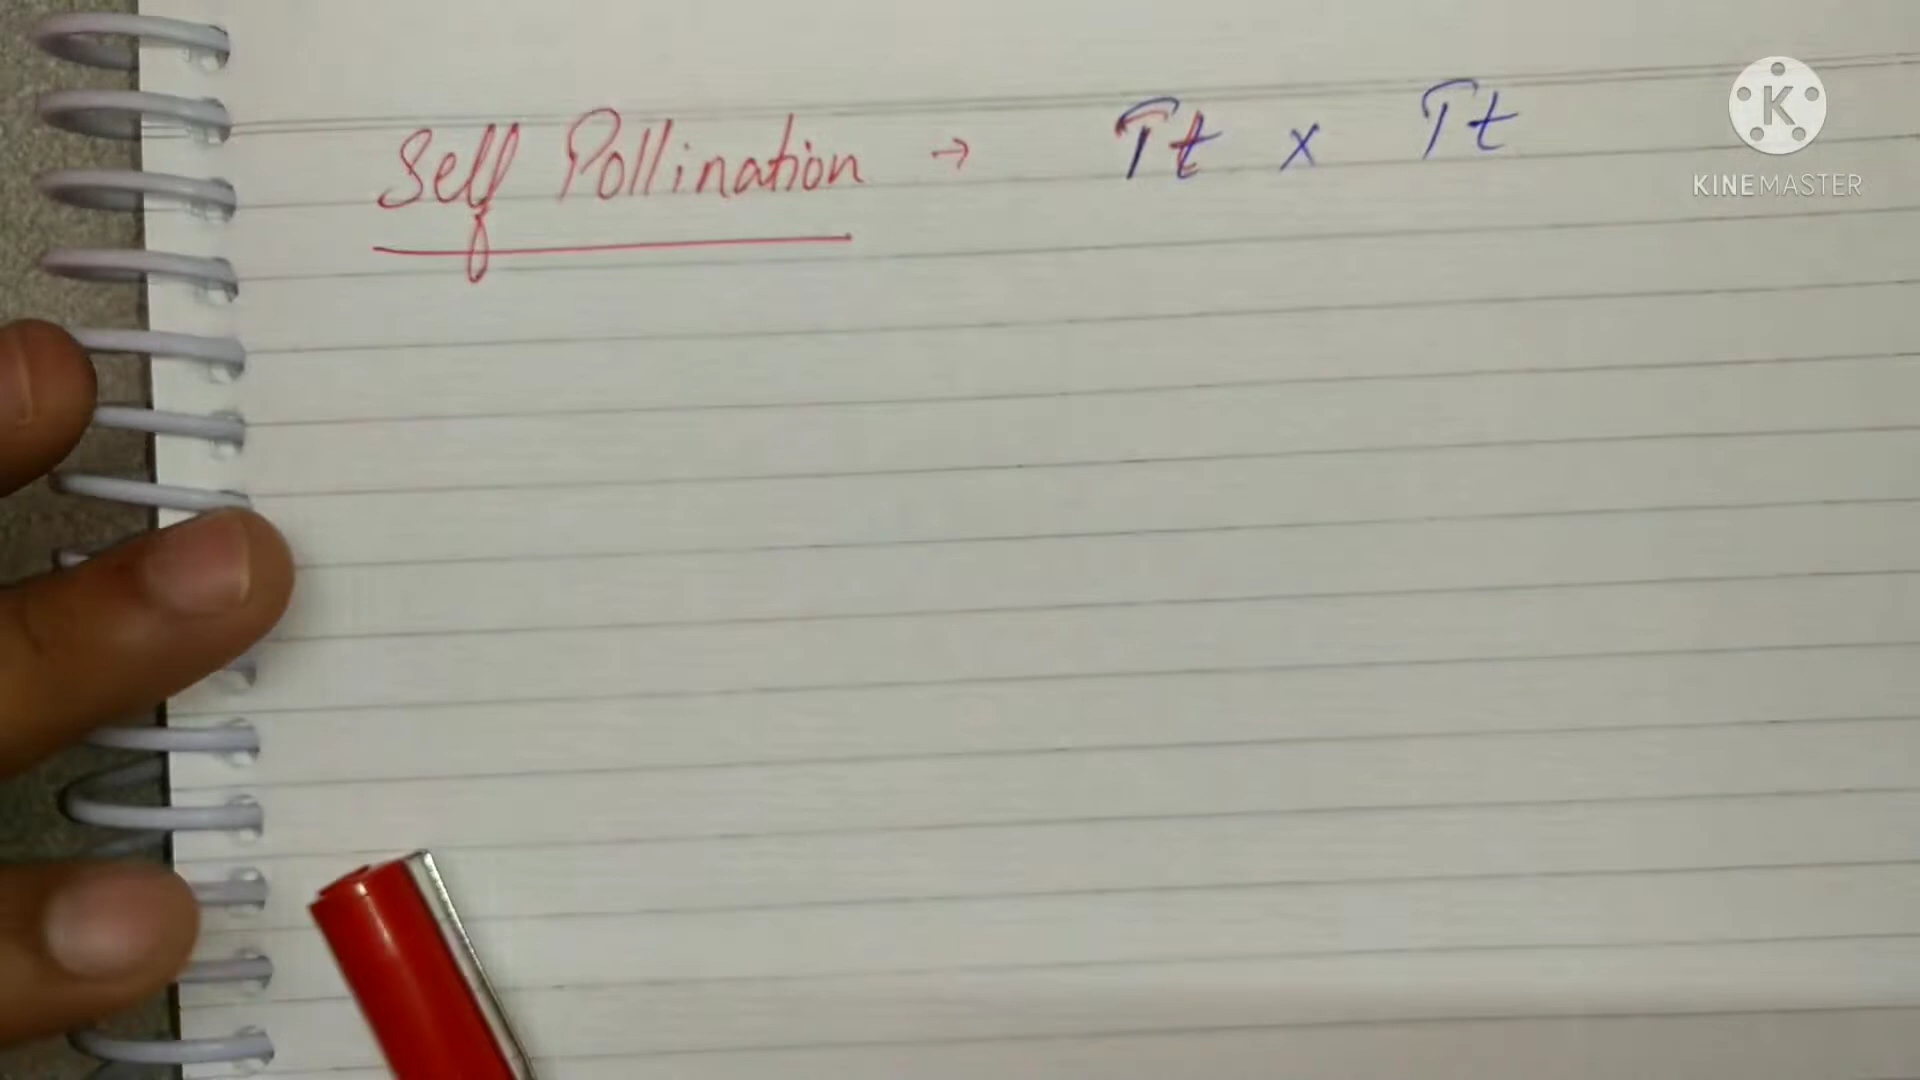 Self Pollination → Tt x Tt
K
KINEMASTER